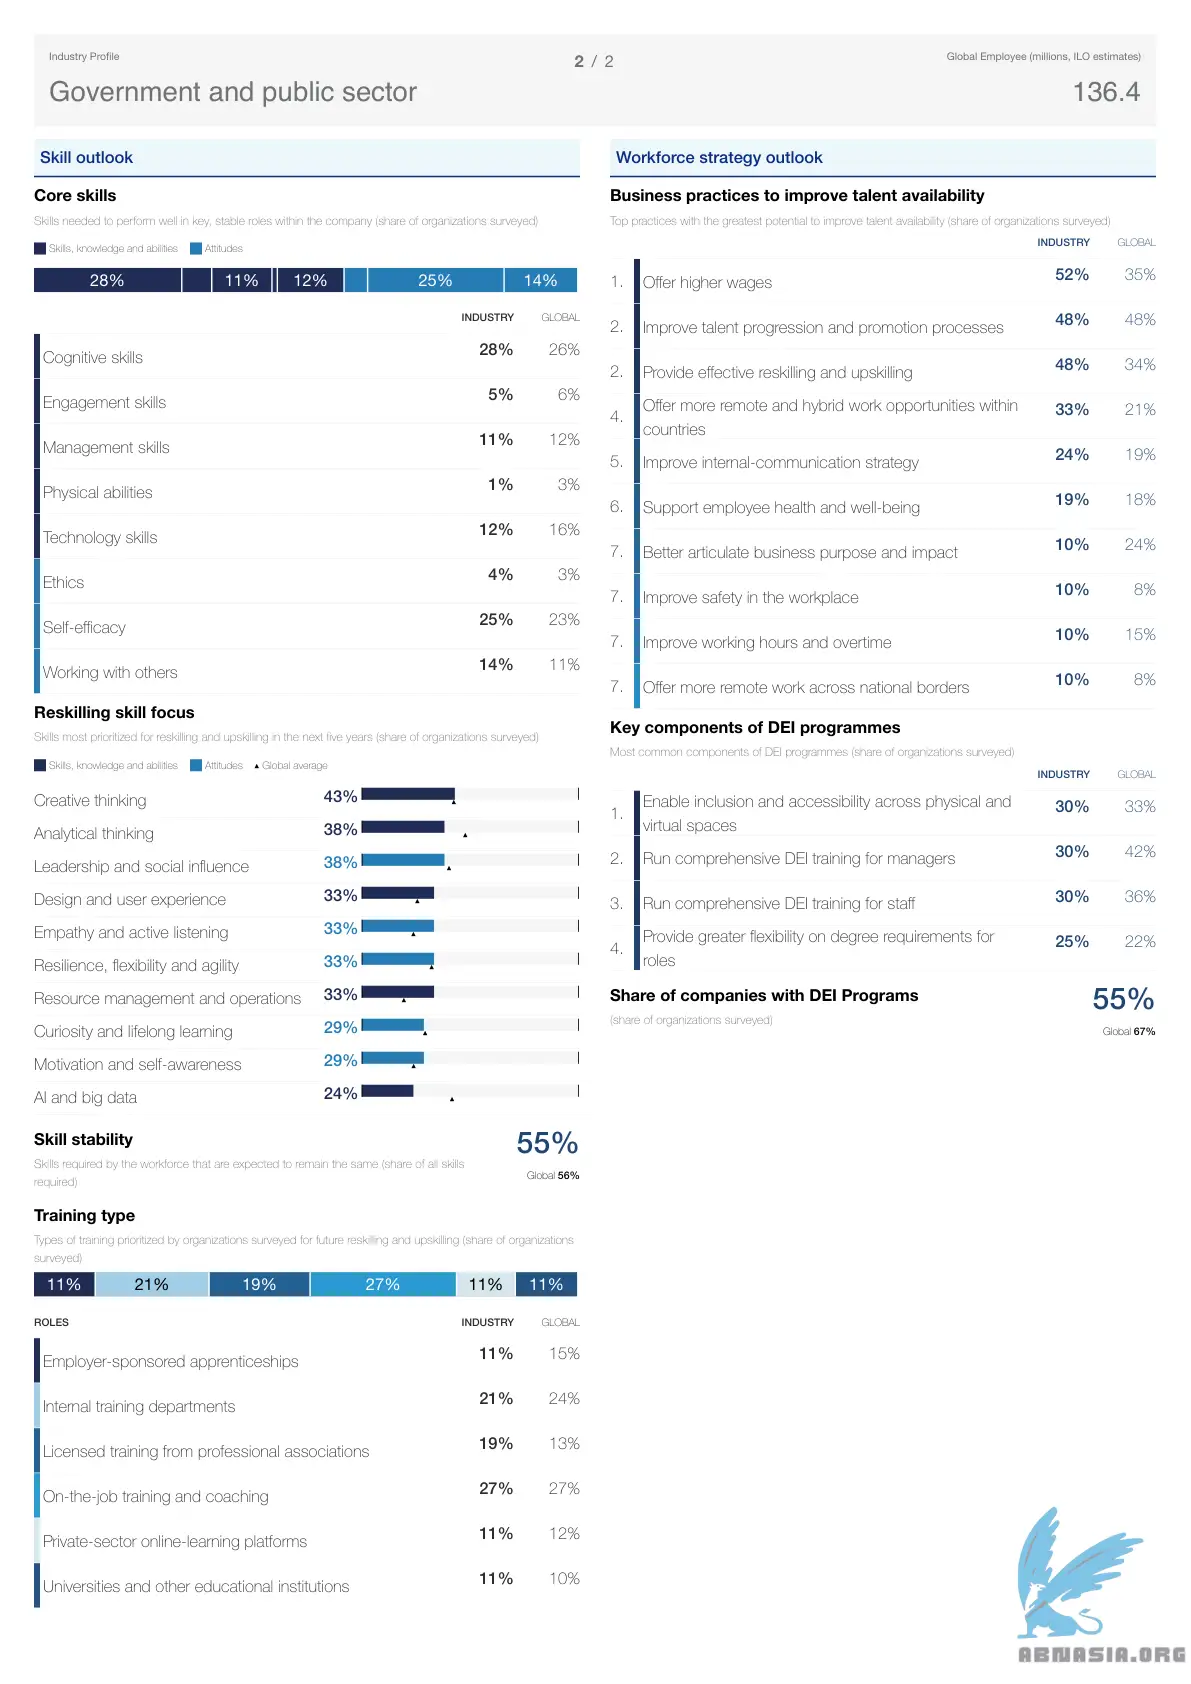 Industry Profile
2 / 2
Global Employee (millions, ILO estimates)
Government and public sector
136.4
Skill outlook
Core skills
Skills needed to perform well in key, stable roles within the company (share of organizations surveyed)
Skills, knowledge and abilities Attitudes
28% 11% 12% 25% 14%
INDUSTRY GLOBAL
Cognitive skills 28% 26%
Engagement skills 5% 6%
Management skills 11% 12%
Physical abilities 1% 3%
Technology skills 12% 16%
Ethics 4% 3%
Self-efficacy 25% 23%
Working with others 14% 11%
Reskilling skill focus
Skills most prioritized for reskilling and upskilling in the next five years (share of organizations surveyed)
Skills, knowledge and abilities Attitudes Global average
Creative thinking 43%
Analytical thinking 38%
Leadership and social influence 38%
Design and user experience 33%
Empathy and active listening 33%
Resilience, flexibility and agility 33%
Resource management and operations 33%
Curiosity and lifelong learning 29%
Motivation and self-awareness 29%
AI and big data 24%
Skill stability 55%
Skills required by the workforce that are expected to remain the same (share of all skills
required)
Global 56%
Training type
Types of training prioritized by organizations surveyed for future reskilling and upskilling (share of organizations
surveyed)
11% 21% 19% 27% 11% 11%
ROLES INDUSTRY GLOBAL
Employer-sponsored apprenticeships 11% 15%
Internal training departments 21% 24%
Licensed training from professional associations 19% 13%
On-the-job training and coaching 27% 27%
Private-sector online-learning platforms 11% 12%
Universities and other educational institutions 11% 10%
Workforce strategy outlook
Business practices to improve talent availability
Top practices with the greatest potential to improve talent availability (share of organizations surveyed)
INDUSTRY GLOBAL
1. Offer higher wages 52% 35%
2. Improve talent progression and promotion processes 48% 48%
2. Provide effective reskilling and upskilling 48% 34%
4. Offer more remote and hybrid work opportunities within 33% 21%
countries
5. Improve internal-communication strategy 24% 19%
6. Support employee health and well-being 19% 18%
7. Better articulate business purpose and impact 10% 24%
7. Improve safety in the workplace 10% 8%
7. Improve working hours and overtime 10% 15%
7. Offer more remote work across national borders 10% 8%
Key components of DEI programmes
Most common components of DEI programmes (share of organizations surveyed)
INDUSTRY GLOBAL
1. Enable inclusion and accessibility across physical and 30% 33%
virtual spaces
2. Run comprehensive DEI training for managers 30% 42%
3. Run comprehensive DEI training for staff 30% 36%
4. Provide greater flexibility on degree requirements for 25% 22%
roles
Share of companies with DEI Programs 55%
(share of organizations surveyed)
Global 67%
ABNASIA.ORG